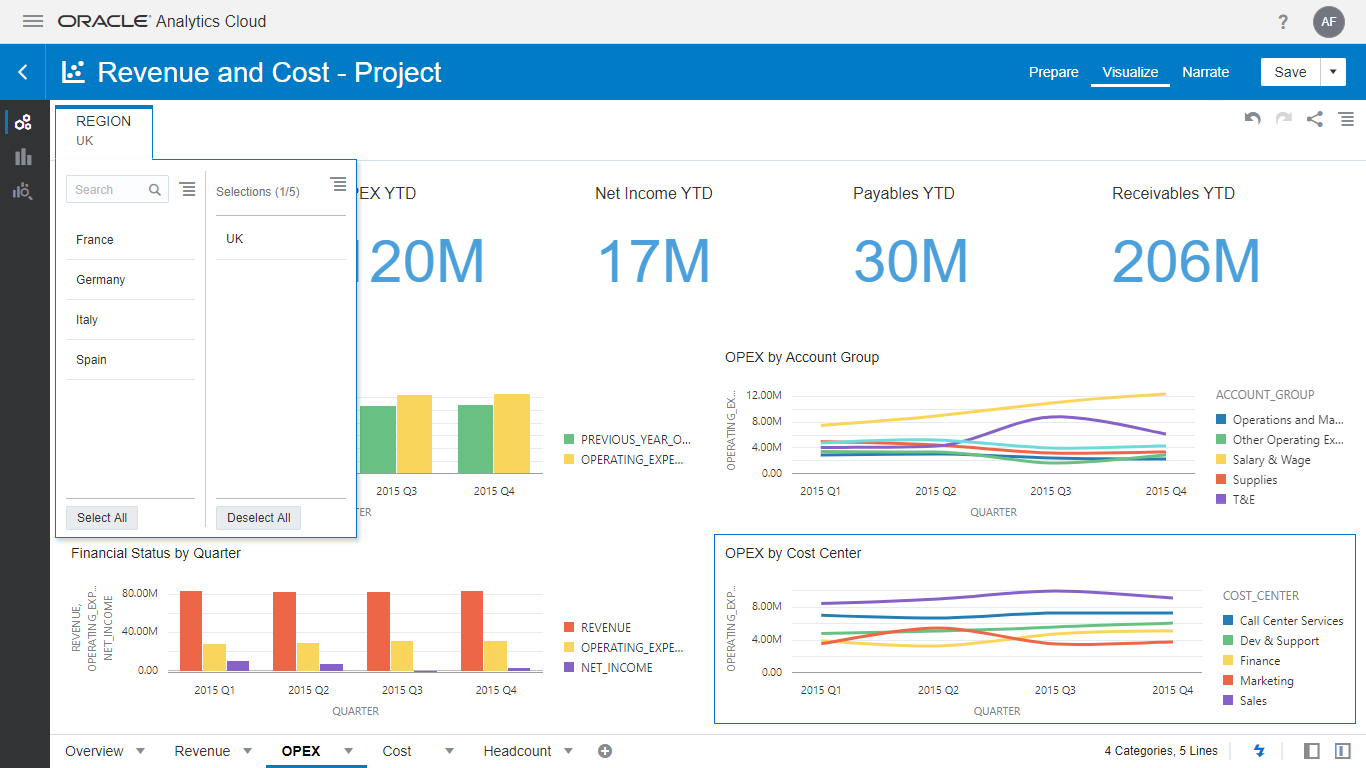 ORACLE Analytics Cloud
?
AF
Revenue and Cost - Project
Prepare
Visualize
Narrate
Save
REGION
UK
Search
Selections (1/5)
France
Germany
Italy
Spain
UK
Select All
Deselect All
PEX YTD
120M
Net Income YTD
17M
Payables YTD
30M
Receivables YTD
206M
2015 Q3
2015 Q4
TER
PREVIOUS_YEAR_O...
OPERATING_EXPE...
OPEX by Account Group
OPERATING_EX...
12.00M
8.00M
4.00M
0.00
2015 Q1
2015 Q2
2015 Q3
2015 Q4
QUARTER
ACCOUNT_GROUP
Operations and Ma...
Other Operating Ex...
Salary & Wage
Supplies
T&E
Financial Status by Quarter
REVENUE,
OPERATING_EXP...
NET_INCOME
80.00M
40.00M
0.00
2015 Q1
2015 Q2
2015 Q3
2015 Q4
QUARTER
REVENUE
OPERATING_EXPE...
NET_INCOME
OPEX by Cost Center
OPERATING_EXP...
8.00M
4.00M
0.00
2015 Q1
2015 Q2
2015 Q3
2015 Q4
QUARTER
COST_CENTER
Call Center Services
Dev & Support
Finance
Marketing
Sales
Overview
Revenue
OPEX
Cost
Headcount
4 Categories, 5 Lines